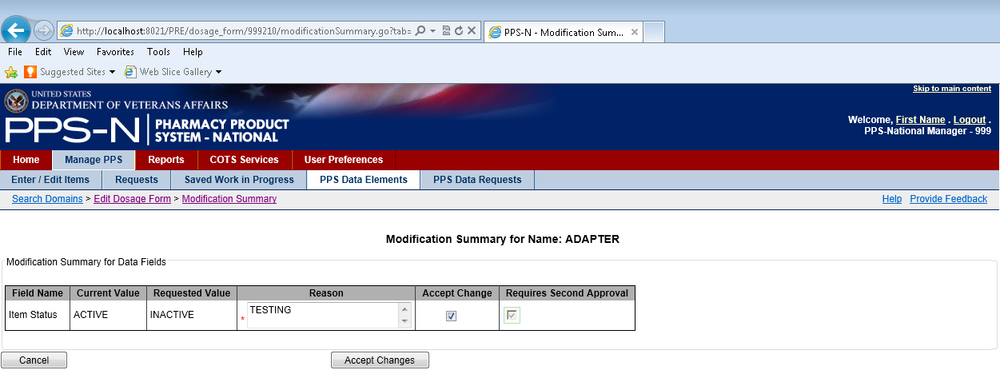 http://localhost:8021/PRE/dosage_form/999210/modificationSummary.go?tab=
PPS-N - Modification Sum...
File Edit View Favorites Tools Help
Suggested Sites Web Slice Gallery
Skip to main content
UNITED STATES
DEPARTMENT OF VETERANS AFFAIRS
PPS-N PHARMACY PRODUCT
SYSTEM - NATIONAL
Welcome, First Name . Logout .
PPS-National Manager - 999
Home Manage PPS Reports COTS Services User Preferences
Enter / Edit Items Requests Saved Work in Progress PPS Data Elements PPS Data Requests
Search Domains > Edit Dosage Form > Modification Summary Help Provide Feedback
Modification Summary for Name: ADAPTER
Modification Summary for Data Fields
Field Name Current Value Requested Value Reason Accept Change Requires Second Approval
Item Status ACTIVE INACTIVE * TESTING
Cancel Accept Changes